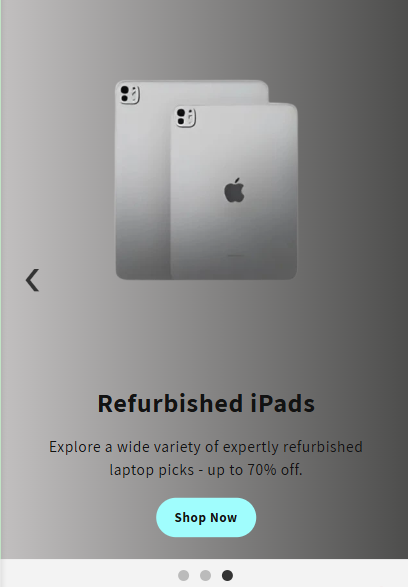 Refurbished iPads
Explore a wide variety of expertly refurbished
laptop picks - up to 70% off.
Shop Now